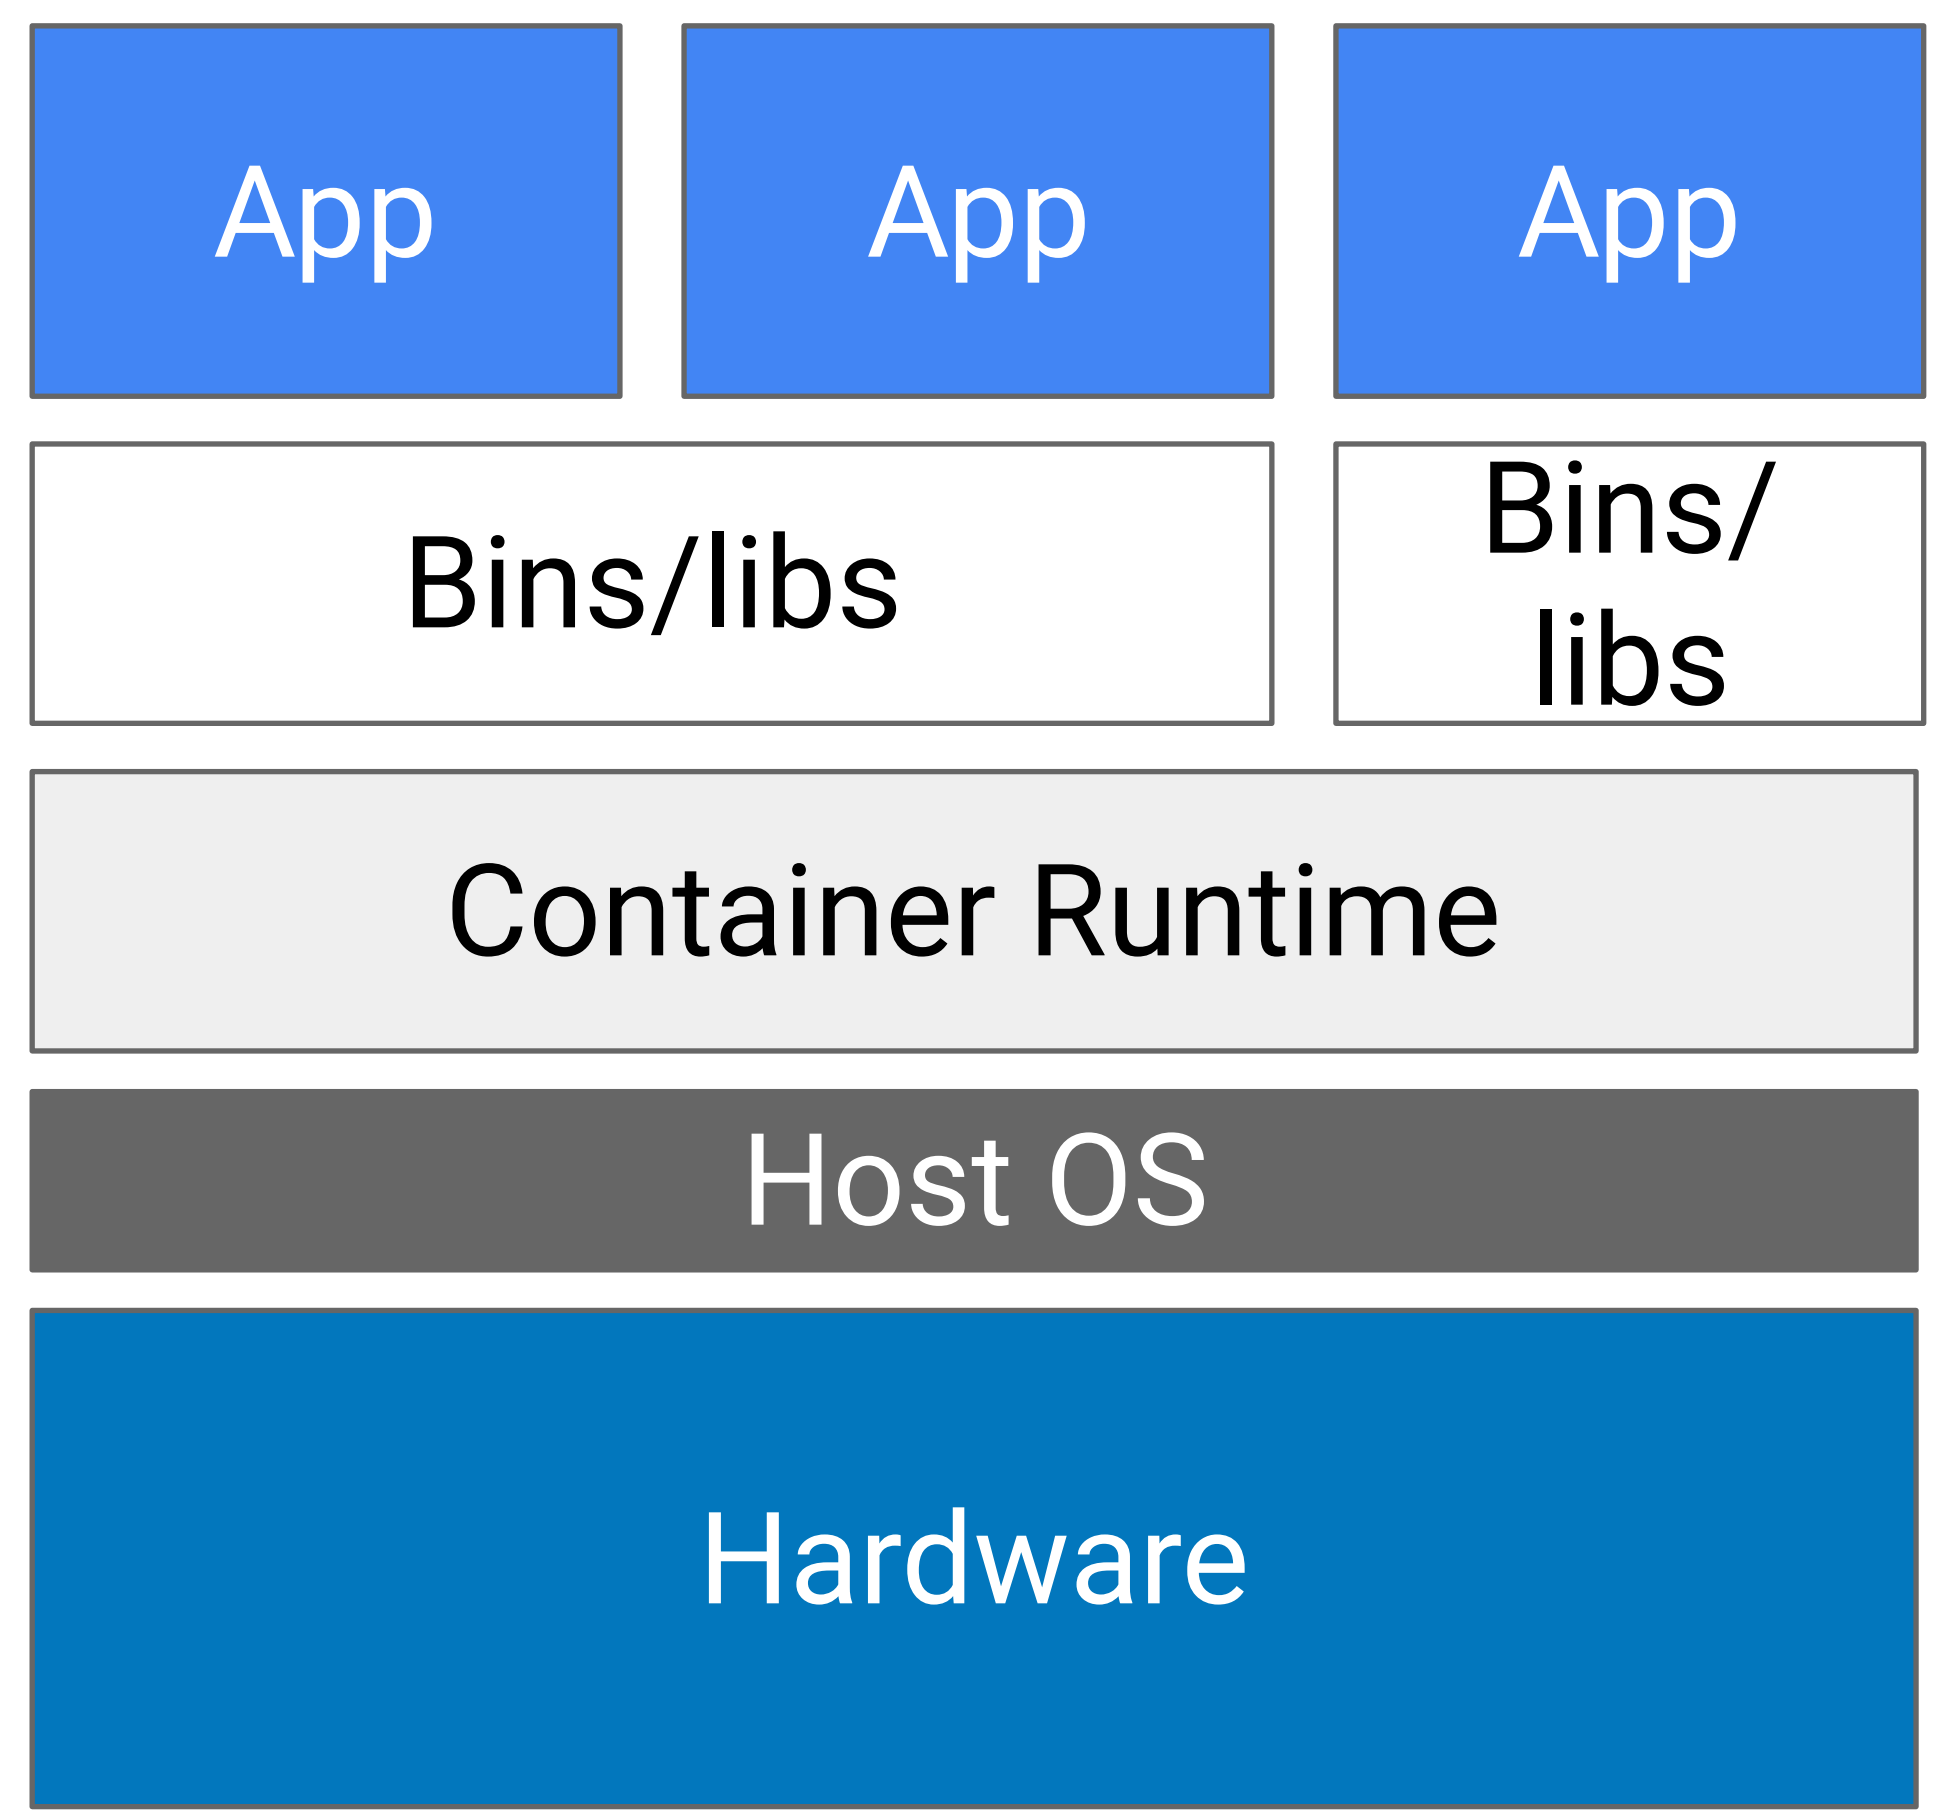 App
App
App
Bins/libs
Bins/
libs
Container Runtime
Host OS
Hardware